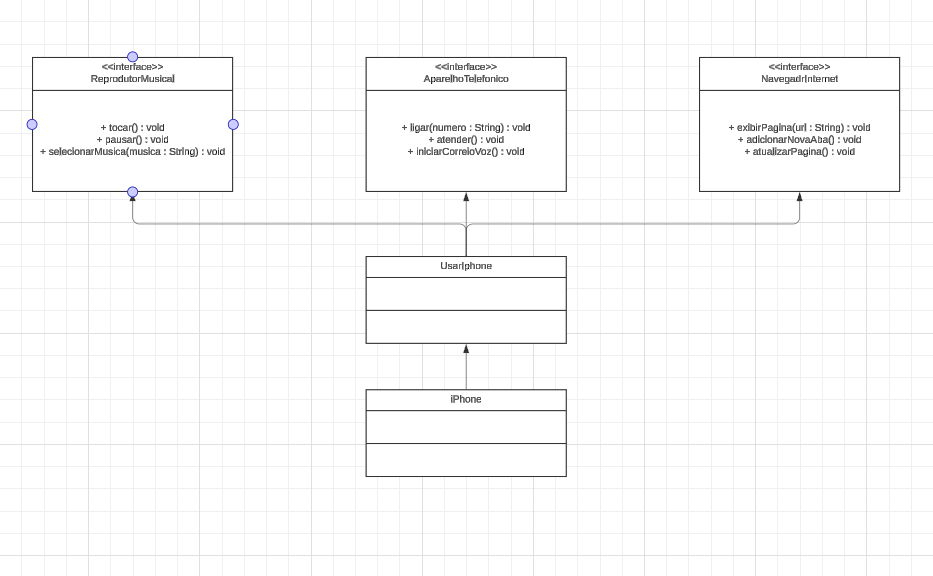 <<interface>>
ReprodutorMusical
+ tocar() : void
+ pausar() : void
+ selecionarMusica(musica : String) : void
<<interface>>
AparelhoTelefonico
+ ligar(numero : String) : void
+ atender() : void
+ iniciarCorreioVoz() : void
<<interface>>
NavegadrInternet
+ exibirPagina(url : String) : void
+ adicionarNovaAba() : void
+ atualizarPagina() : void
UsarIphone
iPhone